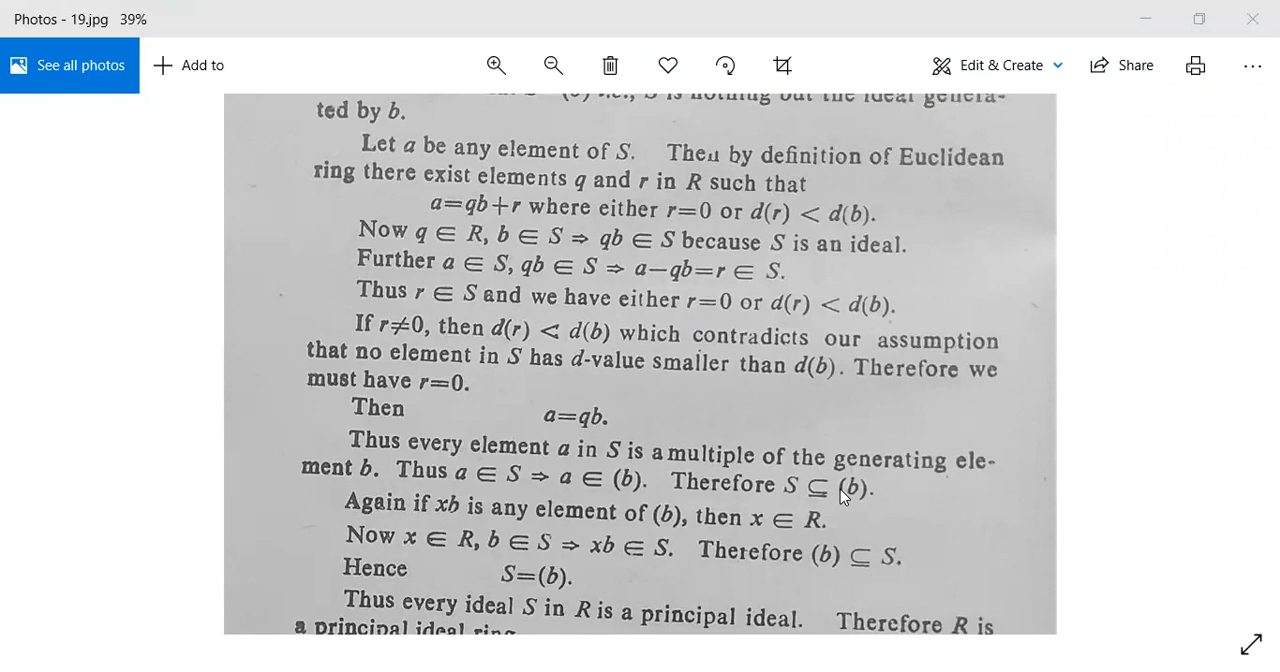 Photos - 19.jpg 39%
See all photos
Add to
Edit & Create
Share
ted by b.
Let a be any element of S. Then by definition of Euclidean
ring there exist elements q and r in R such that
a=qb+r where either r=0 or d(r) < d(b).
Now q ∈ R, b ∈ S ⇒ qb ∈ S because S is an ideal.
Further a ∈ S, qb ∈ S ⇒ a−qb=r ∈ S.
Thus r ∈ S and we have either r=0 or d(r) < d(b).
If r≠0, then d(r) < d(b) which contradicts our assumption
that no element in S has d-value smaller than d(b). Therefore we
must have r=0.
Then a=qb.
Thus every element a in S is a multiple of the generating ele-
ment b. Thus a ∈ S ⇒ a ∈ (b). Therefore S ⊆ (b).
Again if xb is any element of (b), then x ∈ R.
Now x ∈ R, b ∈ S ⇒ xb ∈ S. Therefore (b) ⊆ S.
Hence S=(b).
Thus every ideal S in R is a principal ideal. Therefore R is
a principal ideal ring